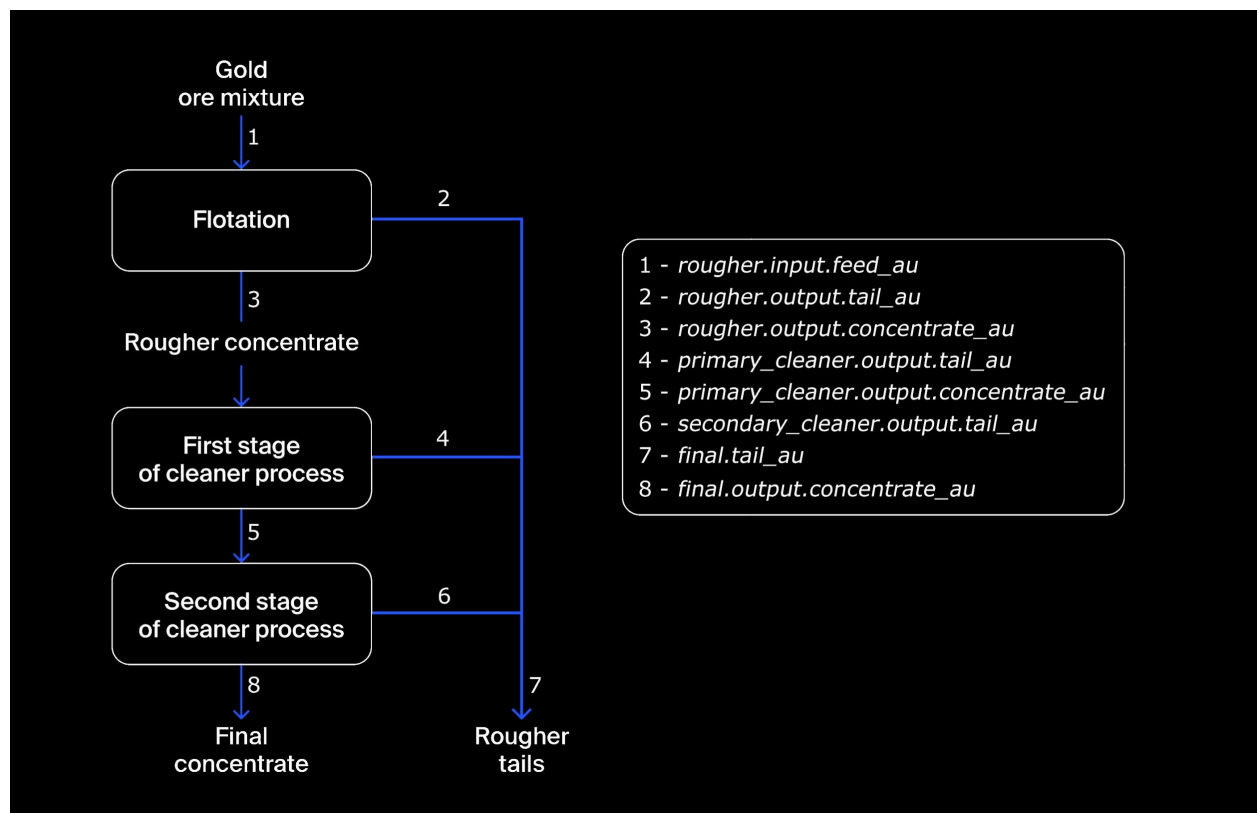 Gold
ore mixture
1
Flotation
2
3
Rougher concentrate
First stage
of cleaner process
4
5
Second stage
of cleaner process
6
8
7
Final
concentrate
Rougher
tails
1 - rougher.input.feed_au
2 - rougher.output.tail_au
3 - rougher.output.concentrate_au
4 - primary_cleaner.output.tail_au
5 - primary_cleaner.output.concentrate_au
6 - secondary_cleaner.output.tail_au
7 - final.tail_au
8 - final.output.concentrate_au